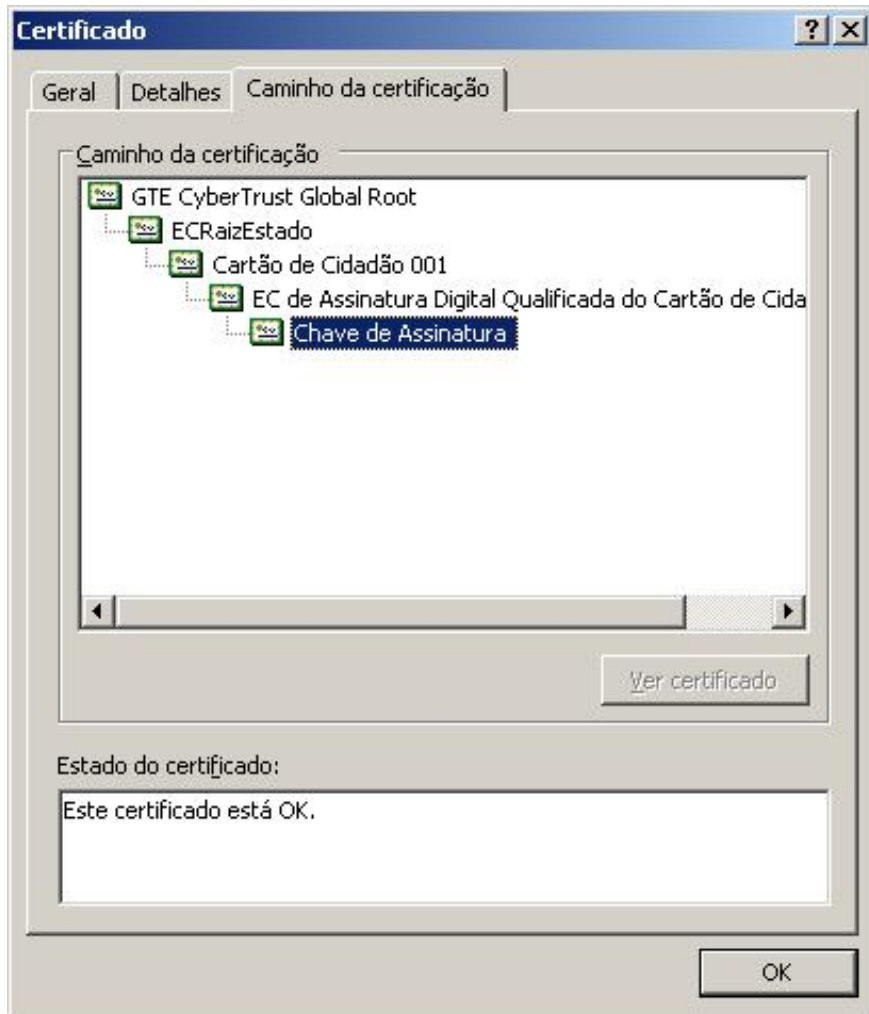 Certificado
Geral
Detalhes
Caminho da certificação
Caminho da certificação
GTE CyberTrust Global Root
ECRaizEstado
Cartão de Cidadão 001
EC de Assinatura Digital Qualificada do Cartão de Cida
Chave de Assinatura
Ver certificado
Estado do certificado:
Este certificado está OK.
OK